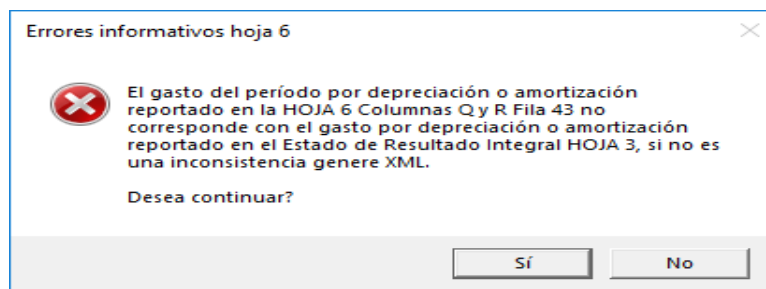 Errores informativos hoja 6
El gasto del período por depreciación o amortización
reportado en la HOJA 6 Columnas Q y R Fila 43 no
corresponde con el gasto por depreciación o amortización
reportado en el Estado de Resultado Integral HOJA 3, si no es
una inconsistencia genere XML.
Desea continuar?
Sí
No